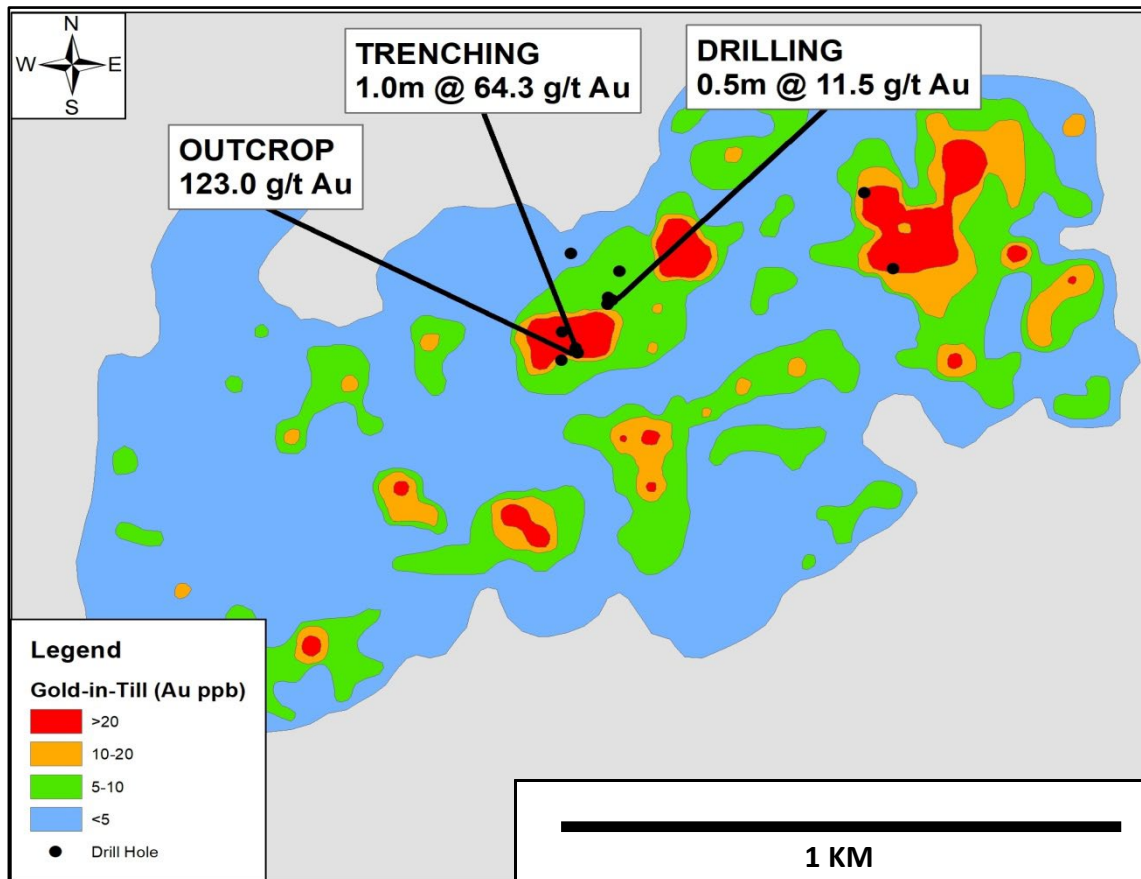 N
W E
S
TRENCHING
1.0m @ 64.3 g/t Au
DRILLING
0.5m @ 11.5 g/t Au
OUTCROP
123.0 g/t Au
Legend
Gold-in-Till (Au ppb)
>20
10-20
5-10
<5
Drill Hole
1 KM